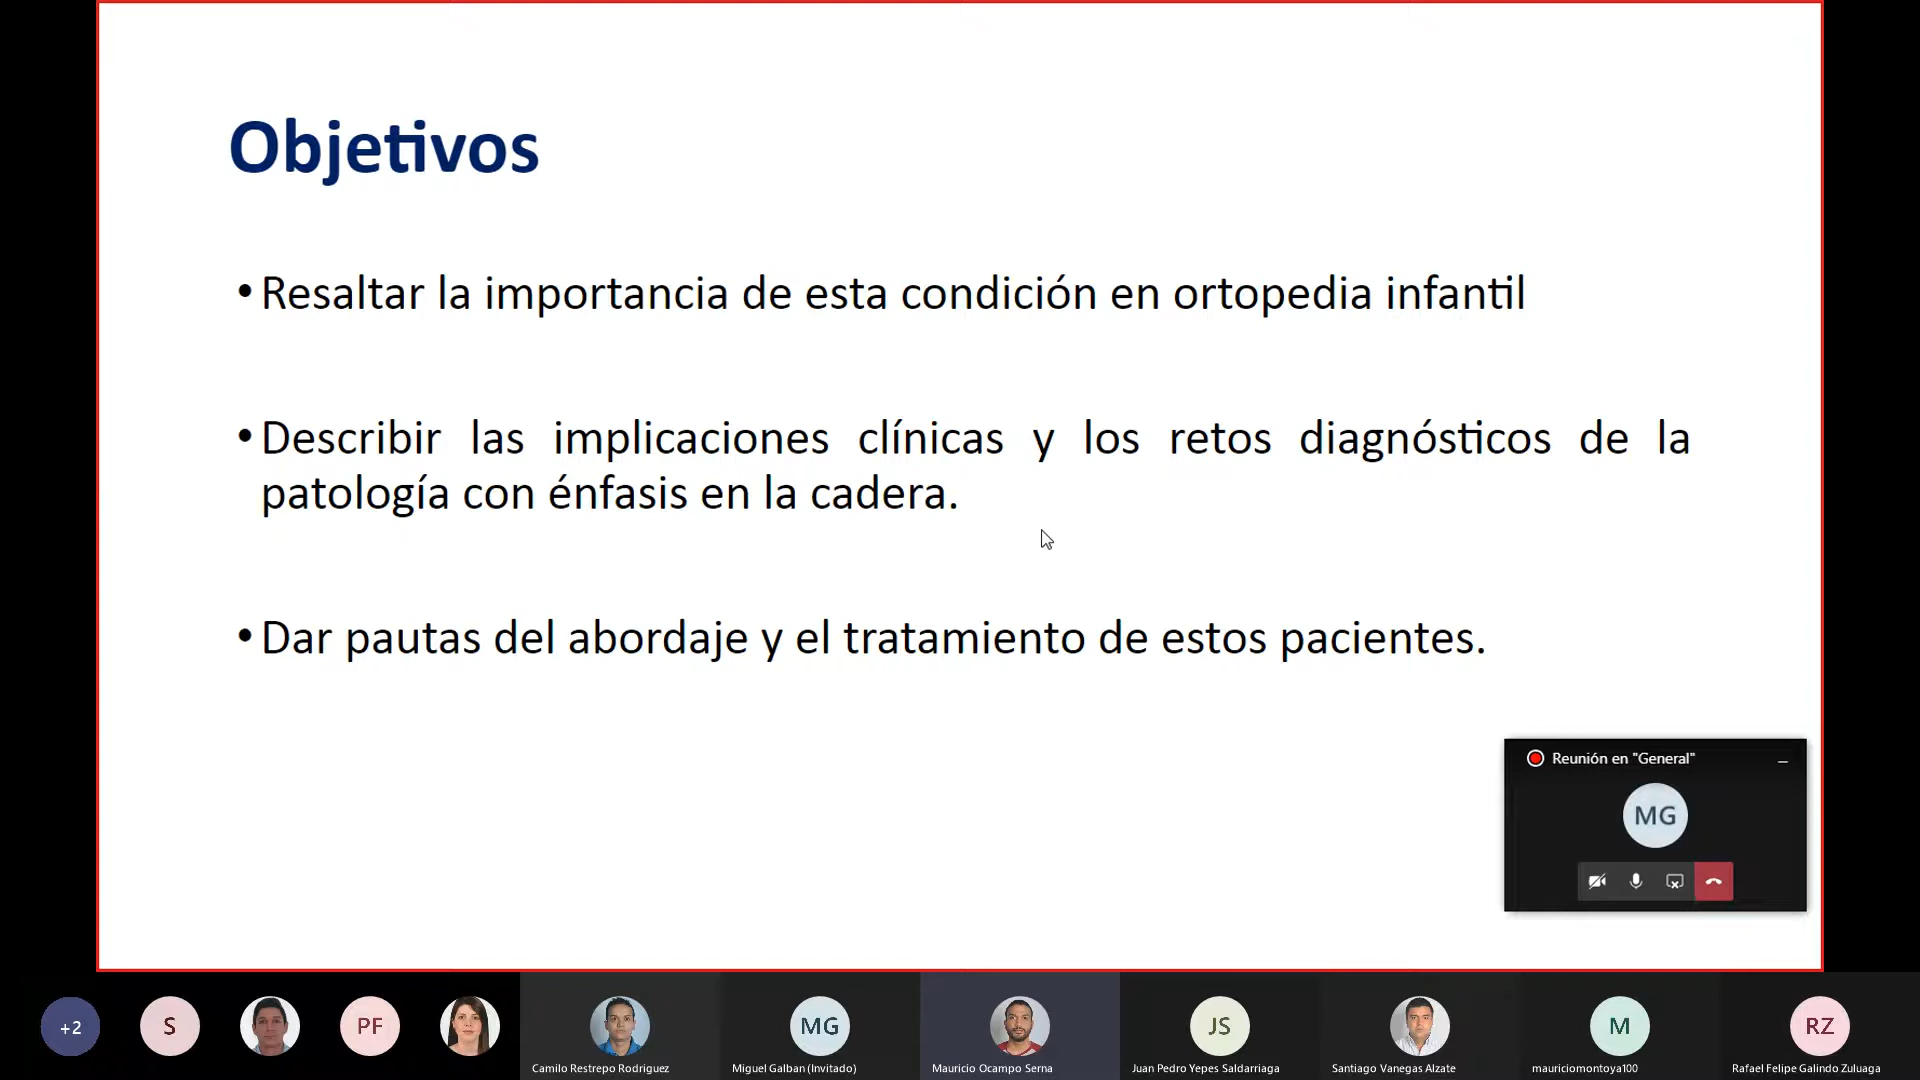 Objetivos
• Resaltar la importancia de esta condición en ortopedia infantil
• Describir las implicaciones clínicas y los retos diagnósticos de la
patología con énfasis en la cadera.
• Dar pautas del abordaje y el tratamiento de estos pacientes.
Reunión en "General"
MG
+2
S
PF
MG
JS
M
RZ
Camilo Restrepo Rodriguez
Miguel Galban (Invitado)
Mauricio Ocampo Serna
Juan Pedro Yepes Saldarriaga
Santiago Vanegas Alzate
mauriciomontoya100
Rafael Felipe Galindo Zuluaga